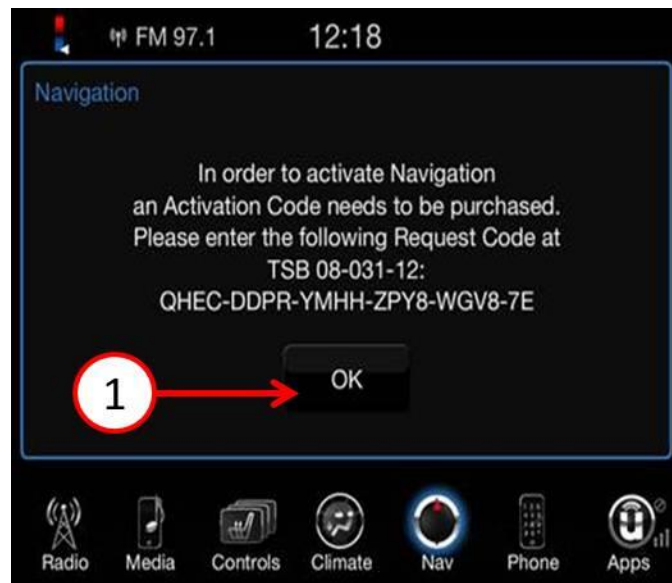 FM 97.1 12:18
Navigation
In order to activate Navigation
an Activation Code needs to be purchased.
Please enter the following Request Code at
TSB 08-031-12:
QHEC-DDPR-YMHH-ZPY8-WGV8-7E
OK
1
Radio Media Controls Climate Nav Phone Apps